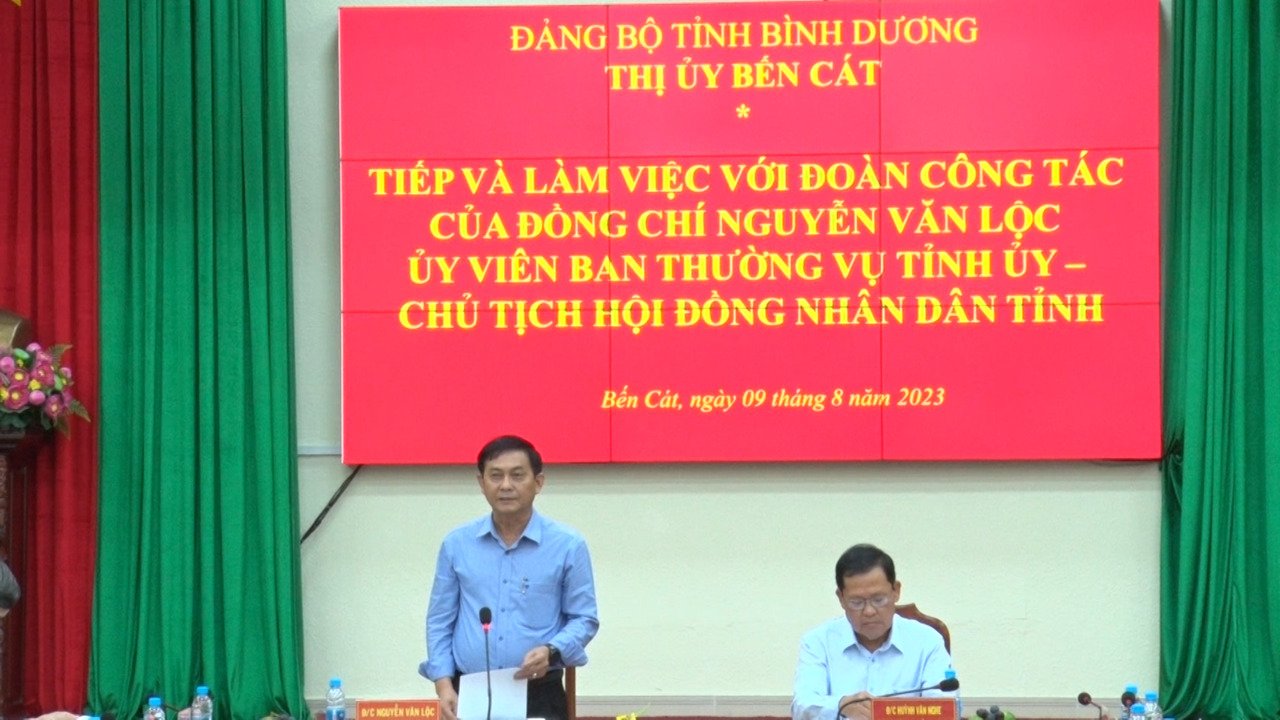 ĐẢNG BỘ TỈNH BÌNH DƯƠNG
THỊ ỦY BẾN CÁT
*
TIẾP VÀ LÀM VIỆC VỚI ĐOÀN CÔNG TÁC
CỦA ĐỒNG CHÍ NGUYỄN VĂN LỘC
ỦY VIÊN BAN THƯỜNG VỤ TỈNH ỦY –
CHỦ TỊCH HỘI ĐỒNG NHÂN DÂN TỈNH
Bến Cát, ngày 09 tháng 8 năm 2023
Đ/C NGUYỄN VĂN LỘC
Đ/C HUỲNH VĂN NGHE